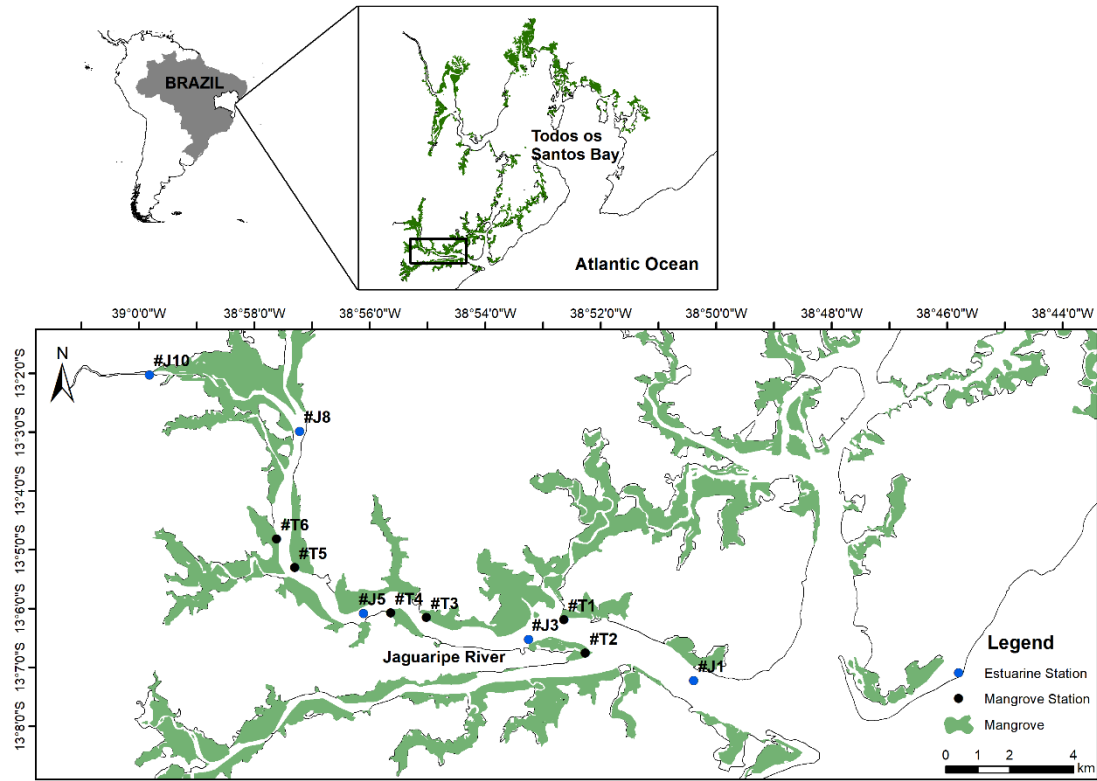 BRAZIL
Todos os
Santos Bay
Atlantic Ocean
39°0'0"W 38°58'0"W 38°56'0"W 38°54'0"W 38°52'0"W 38°50'0"W 38°48'0"W 38°46'0"W 38°44'0"W
N
13°2'0"S
13°3'0"S
13°4'0"S
13°5'0"S
13°6'0"S
13°7'0"S
13°8'0"S
#J10
#J8
#T6
#T5
#J5
#T4
#T3
#T1
#J3
#T2
Jaguaripe River
#J1
Legend
Estuarine Station
Mangrove Station
Mangrove
0 1 2 4
km